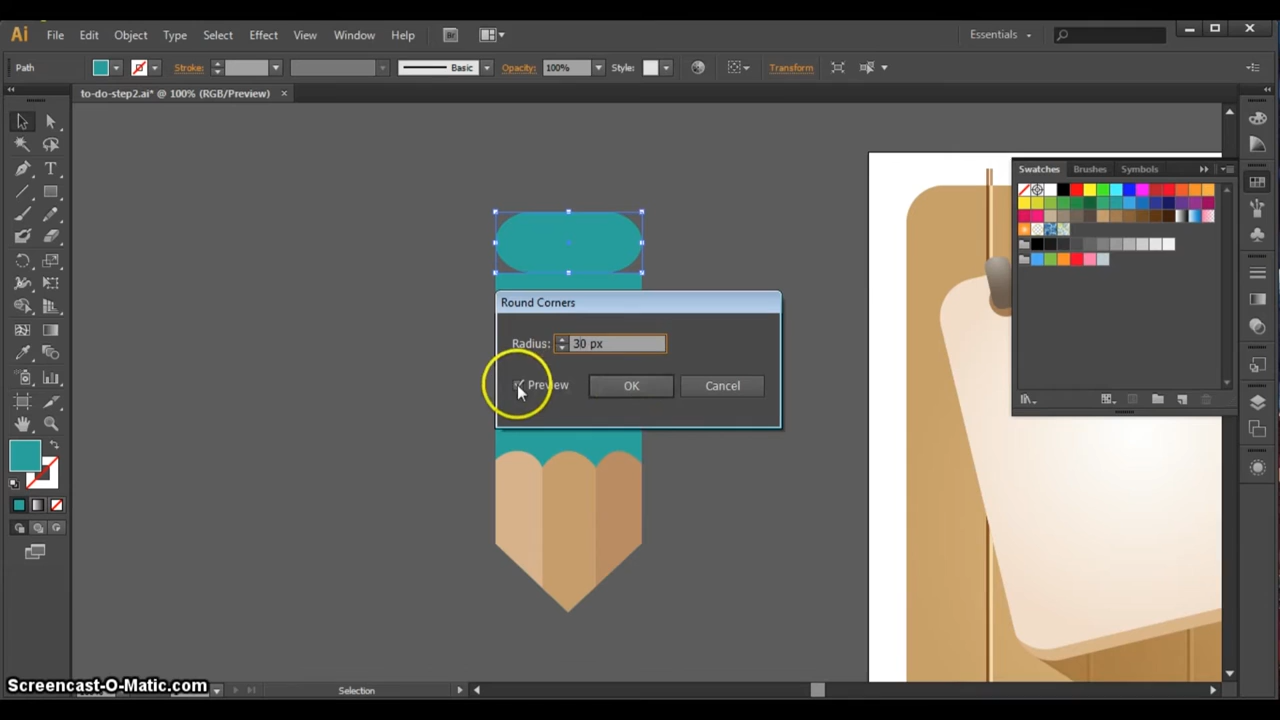 Ai File Edit Object Type Select Effect View Window Help Br Essentials
Path Stroke: Basic Opacity: 100% Style: Transform
to-do-step2.ai* @ 100% (RGB/Preview)
Swatches Brushes Symbols
Round Corners
Radius: 30 px
Preview OK Cancel
Screencast-O-Matic.com
Selection